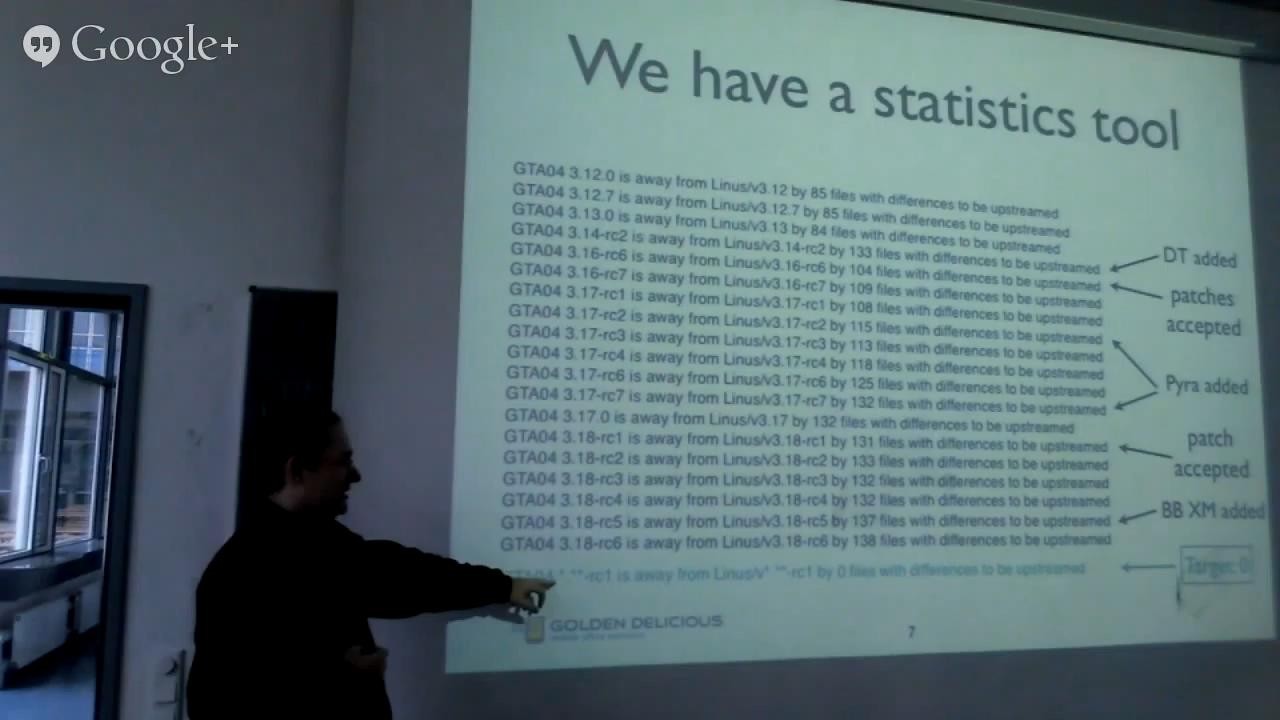 Google+
We have a statistics tool
GTA04 3.12.0 is away from Linus/v3.12 by 85 files with differences to be upstreamed
GTA04 3.12.7 is away from Linus/v3.12.7 by 85 files with differences to be upstreamed
GTA04 3.13.0 is away from Linus/v3.13 by 84 files with differences to be upstreamed
GTA04 3.14-rc2 is away from Linus/v3.14-rc2 by 133 files with differences to be upstreamed
GTA04 3.16-rc6 is away from Linus/v3.16-rc6 by 104 files with differences to be upstreamed
GTA04 3.16-rc7 is away from Linus/v3.16-rc7 by 109 files with differences to be upstreamed
GTA04 3.17-rc1 is away from Linus/v3.17-rc1 by 108 files with differences to be upstreamed
GTA04 3.17-rc2 is away from Linus/v3.17-rc2 by 115 files with differences to be upstreamed
GTA04 3.17-rc3 is away from Linus/v3.17-rc3 by 113 files with differences to be upstreamed
GTA04 3.17-rc4 is away from Linus/v3.17-rc4 by 118 files with differences to be upstreamed
GTA04 3.17-rc6 is away from Linus/v3.17-rc6 by 125 files with differences to be upstreamed
GTA04 3.17-rc7 is away from Linus/v3.17-rc7 by 132 files with differences to be upstreamed
GTA04 3.17.0 is away from Linus/v3.17 by 132 files with differences to be upstreamed
GTA04 3.18-rc1 is away from Linus/v3.18-rc1 by 131 files with differences to be upstreamed
GTA04 3.18-rc2 is away from Linus/v3.18-rc2 by 133 files with differences to be upstreamed
GTA04 3.18-rc3 is away from Linus/v3.18-rc3 by 132 files with differences to be upstreamed
GTA04 3.18-rc4 is away from Linus/v3.18-rc4 by 132 files with differences to be upstreamed
GTA04 3.18-rc5 is away from Linus/v3.18-rc5 by 137 files with differences to be upstreamed
GTA04 3.18-rc6 is away from Linus/v3.18-rc6 by 138 files with differences to be upstreamed
-rc1 is away from Linus/v*.**-rc1 by 0 files with differences to be upstreamed
DT added
patches
accepted
Pyra added
patch
accepted
BB XM added
Target: 0
GOLDEN DELICIOUS
7